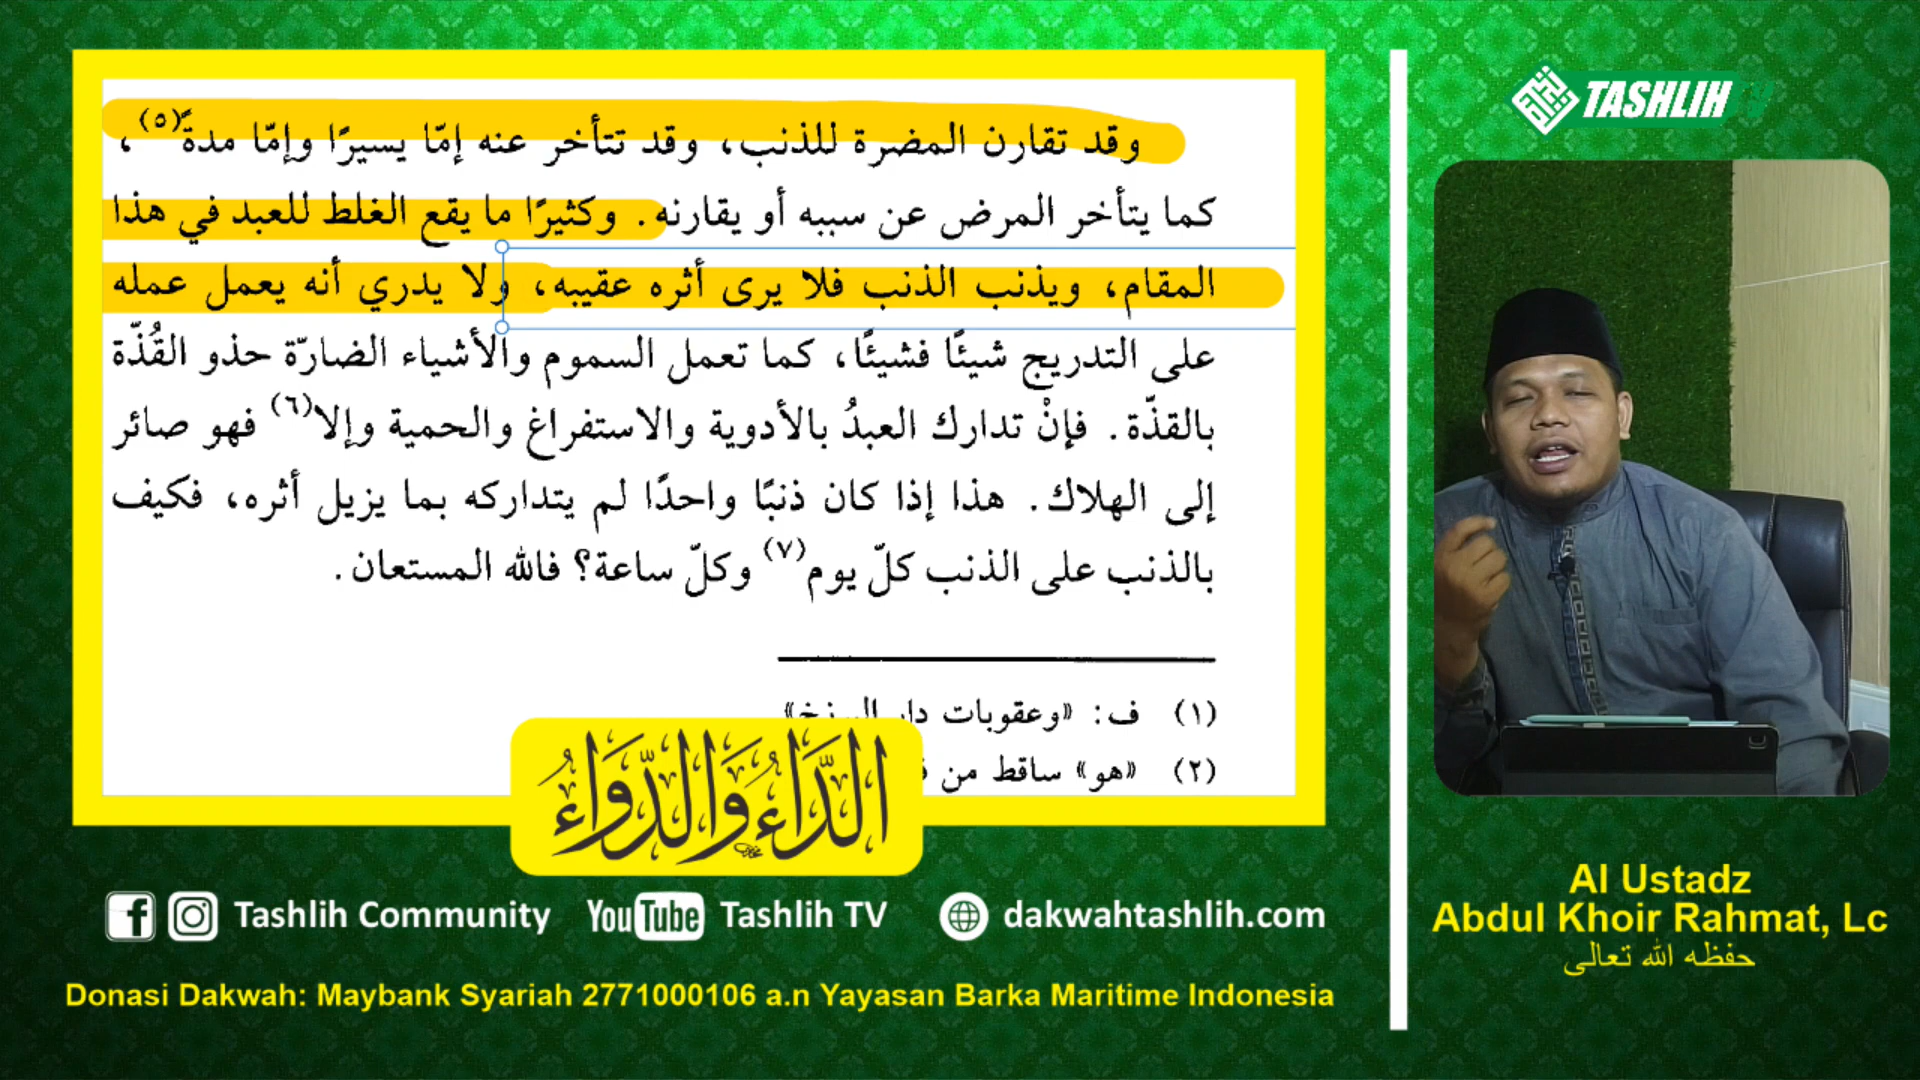 وقد تقارن المضرة للذنب، وقد تتأخر عنه إمّا يسيرًا وإمّا مدةً(٥)،
كما يتأخر المرض عن سببه أو يقارنه. وكثيرًا ما يقع الغلط للعبد في هذا
المقام، ويذنب الذنب فلا يرى أثره عقيبه، ولا يدري أنه يعمل عمله
على التدريج شيئًا فشيئًا، كما تعمل السموم والأشياء الضارّة حذو القُذّة
بالقذّة. فإنْ تدارك العبدُ بالأدوية والاستفراغ والحمية وإلا(٦) فهو صائر
إلى الهلاك. هذا إذا كان ذنبًا واحدًا لم يتداركه بما يزيل أثره، فكيف
بالذنب على الذنب كلّ يوم(٧) وكلّ ساعة؟ فالله المستعان.
(١) ف: «وعقوبات دار البرزخ»
(٢) «هو» ساقط من
الدَّاءُ وَالدَّوَاءُ
TASHLIH TV
Tashlih Community
YouTube Tashlih TV
dakwahtashlih.com
Donasi Dakwah: Maybank Syariah 2771000106 a.n Yayasan Barka Maritime Indonesia
Al Ustadz
Abdul Khoir Rahmat, Lc
حفظه الله تعالى